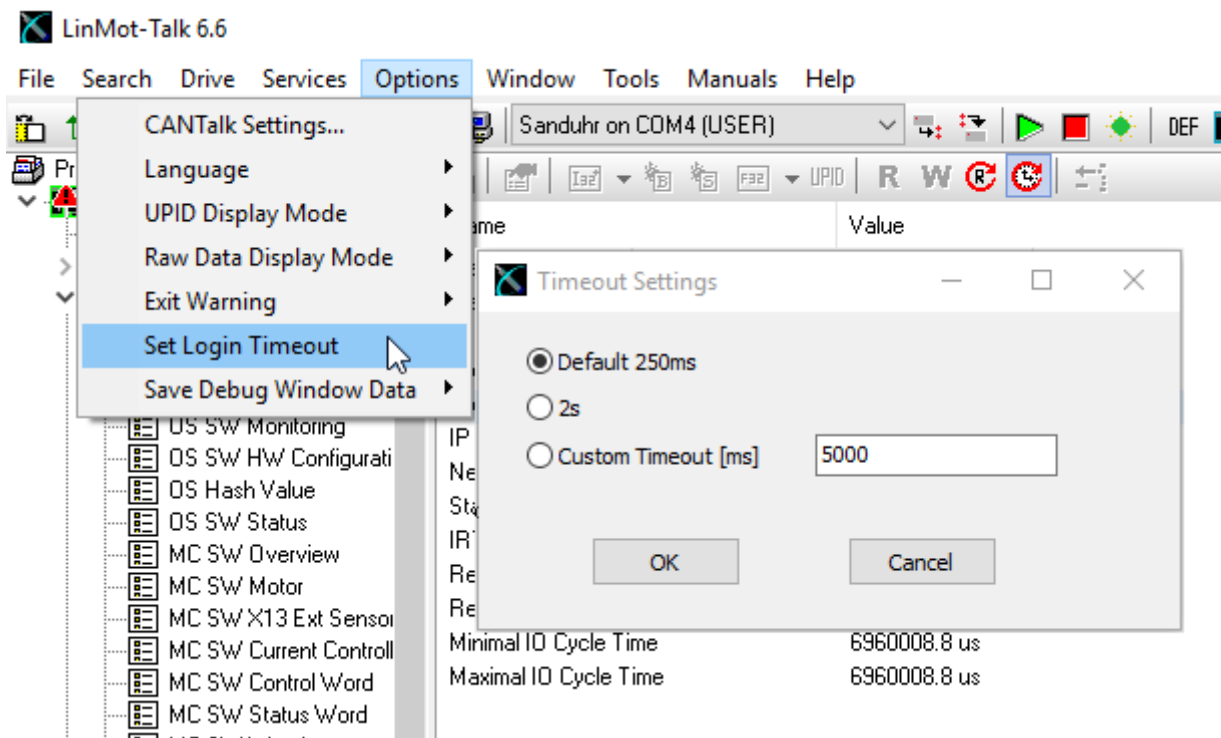 LinMot-Talk 6.6
File Search Drive Services Options Window Tools Manuals Help
Sanduhr on COM4 (USER)
DEF
CANTalk Settings...
Language
UPID Display Mode
Raw Data Display Mode
Exit Warning
Set Login Timeout
Save Debug Window Data
UPID
R W
Value
Timeout Settings
Default 250ms
2s
Custom Timeout [ms] 5000
OK Cancel
OS SW Monitoring
OS SW HW Configurati
OS Hash Value
OS SW Status
MC SW Overview
MC SW Motor
MC SW X13 Ext Sensor
MC SW Current Controll
MC SW Control Word
MC SW Status Word
IP
Minimal IO Cycle Time 6960008.8 us
Maximal IO Cycle Time 6960008.8 us